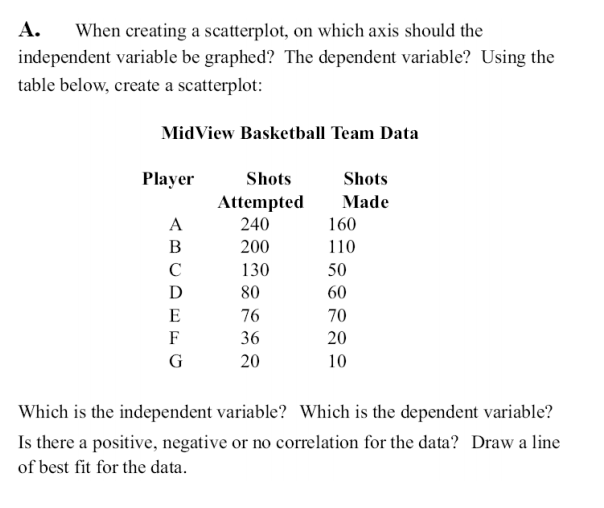 A. When creating a scatterplot, on which axis should the
independent variable be graphed? The dependent variable? Using the
table below, create a scatterplot:
MidView Basketball Team Data
Player Shots Attempted Shots Made
A 240 160
B 200 110
C 130 50
D 80 60
E 76 70
F 36 20
G 20 10
Which is the independent variable? Which is the dependent variable?
Is there a positive, negative or no correlation for the data? Draw a line
of best fit for the data.